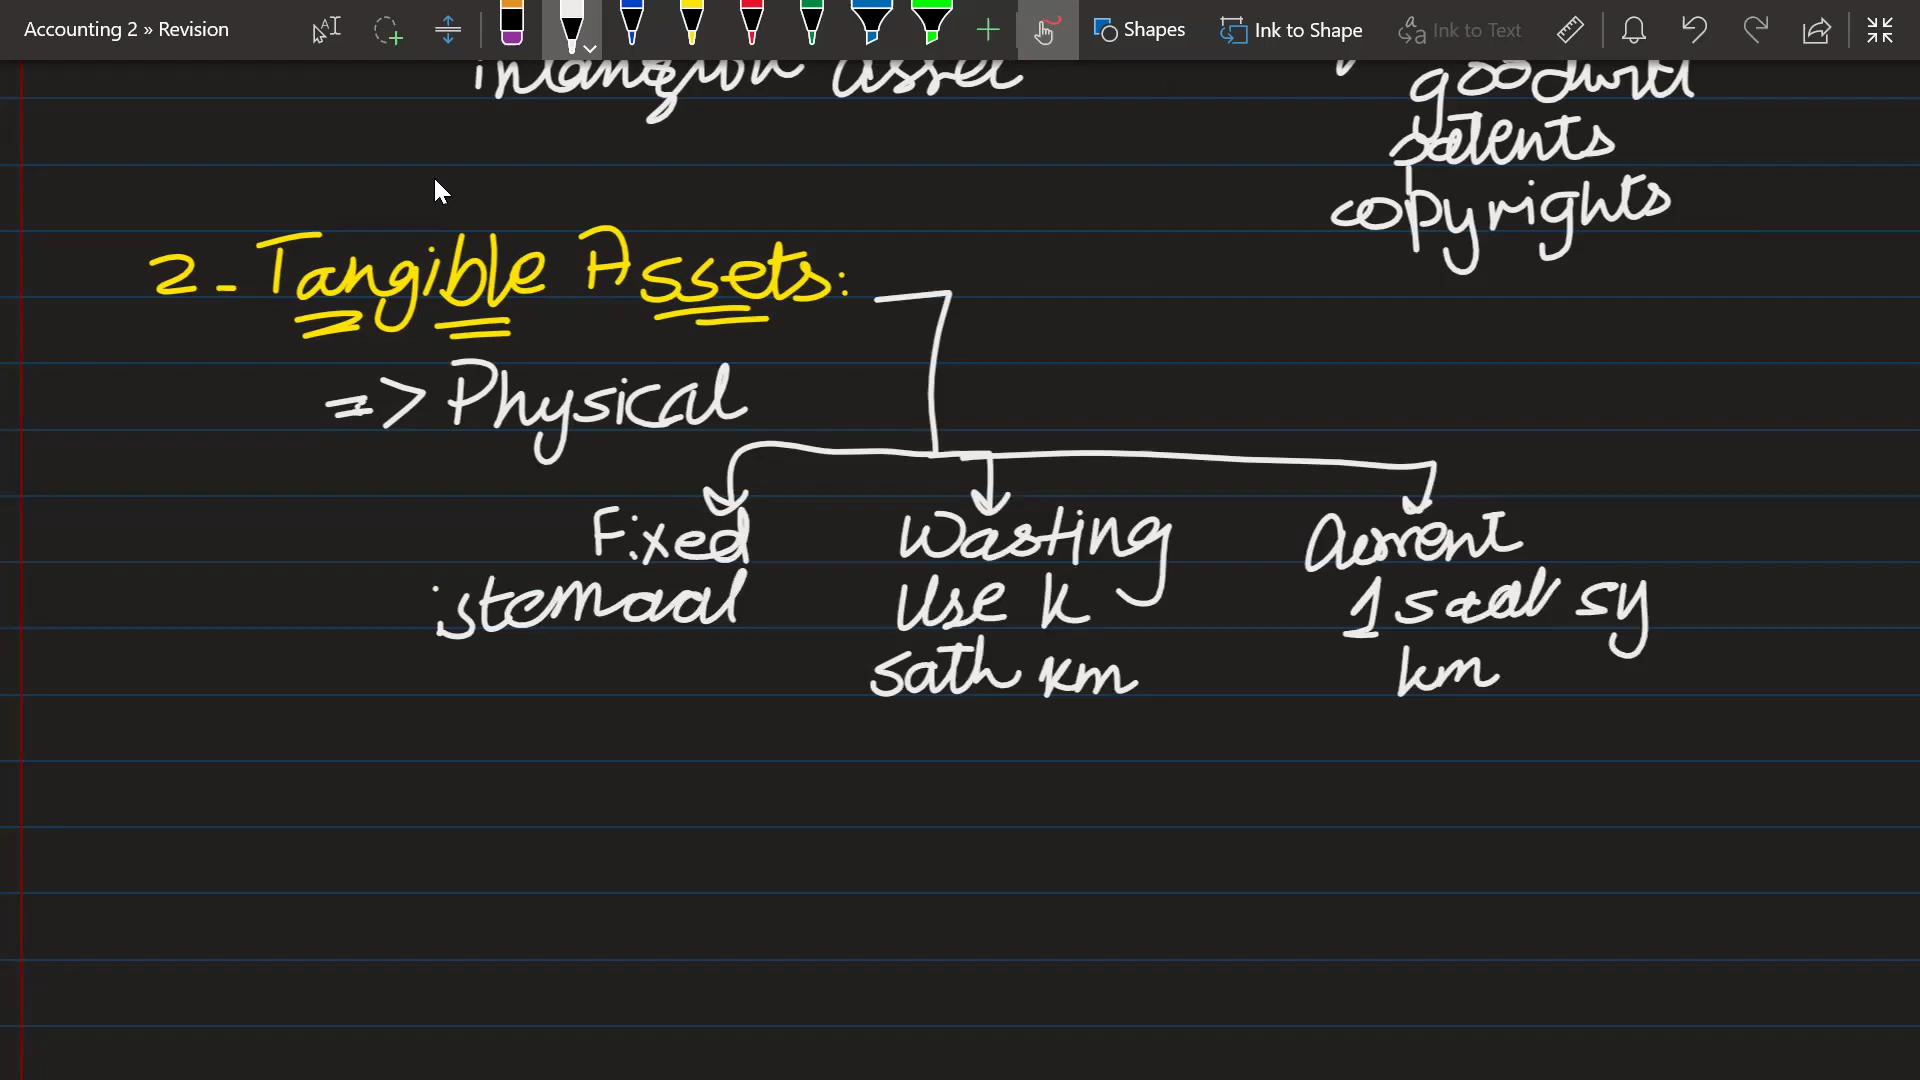 Accounting 2 » Revision
Shapes
Ink to Shape
Ink to Text
intangible asset
goodwill
patents
copyrights
2- Tangible Assets:
=> Physical
Fixed Wasting Current
istemaal Use k 1 saal sy
sath km km